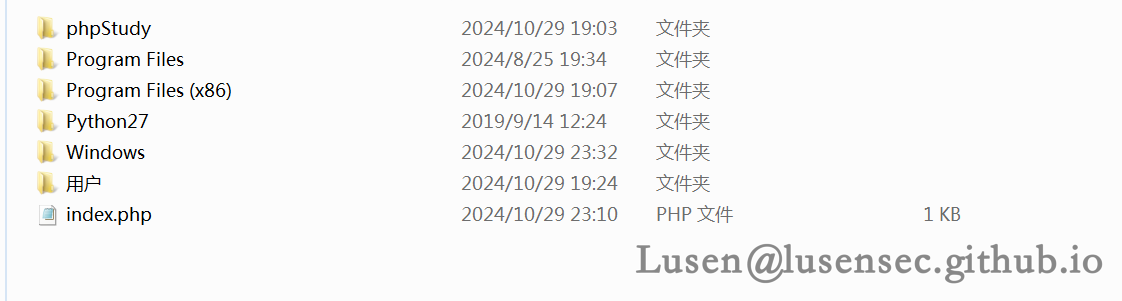 phpStudy 2024/10/29 19:03 文件夹
Program Files 2024/8/25 19:34 文件夹
Program Files (x86) 2024/10/29 19:07 文件夹
Python27 2019/9/14 12:24 文件夹
Windows 2024/10/29 23:32 文件夹
用户 2024/10/29 19:24 文件夹
index.php 2024/10/29 23:10 PHP 文件 1 KB
Lusen@lusensec.github.io